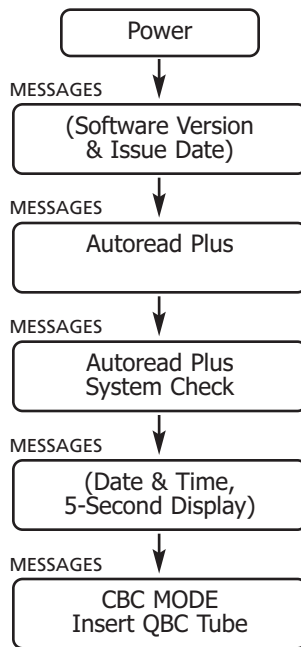 Power
MESSAGES
(Software Version
& Issue Date)
MESSAGES
Autoread Plus
MESSAGES
Autoread Plus
System Check
MESSAGES
(Date & Time,
5-Second Display)
MESSAGES
CBC MODE
Insert QBC Tube